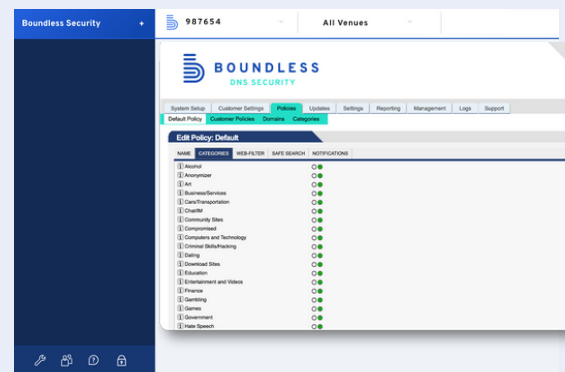 Boundless Security +
987654
All Venues
BOUNDLESS
DNS SECURITY
System Setup Customer Settings Policies Updates Settings Reporting Management Logs Support
Default Policy Customer Policies Domains Categories
Edit Policy: Default
NAME CATEGORIES WEB-FILTER SAFE SEARCH NOTIFICATIONS
Alcohol
Anonymizer
Art
Business/Services
Cars/Transportation
Chat/IM
Community Sites
Compromised
Computers and Technology
Criminal Skills/Hacking
Dating
Download Sites
Education
Entertainment and Videos
Finance
Gambling
Games
Government
Hate Speech